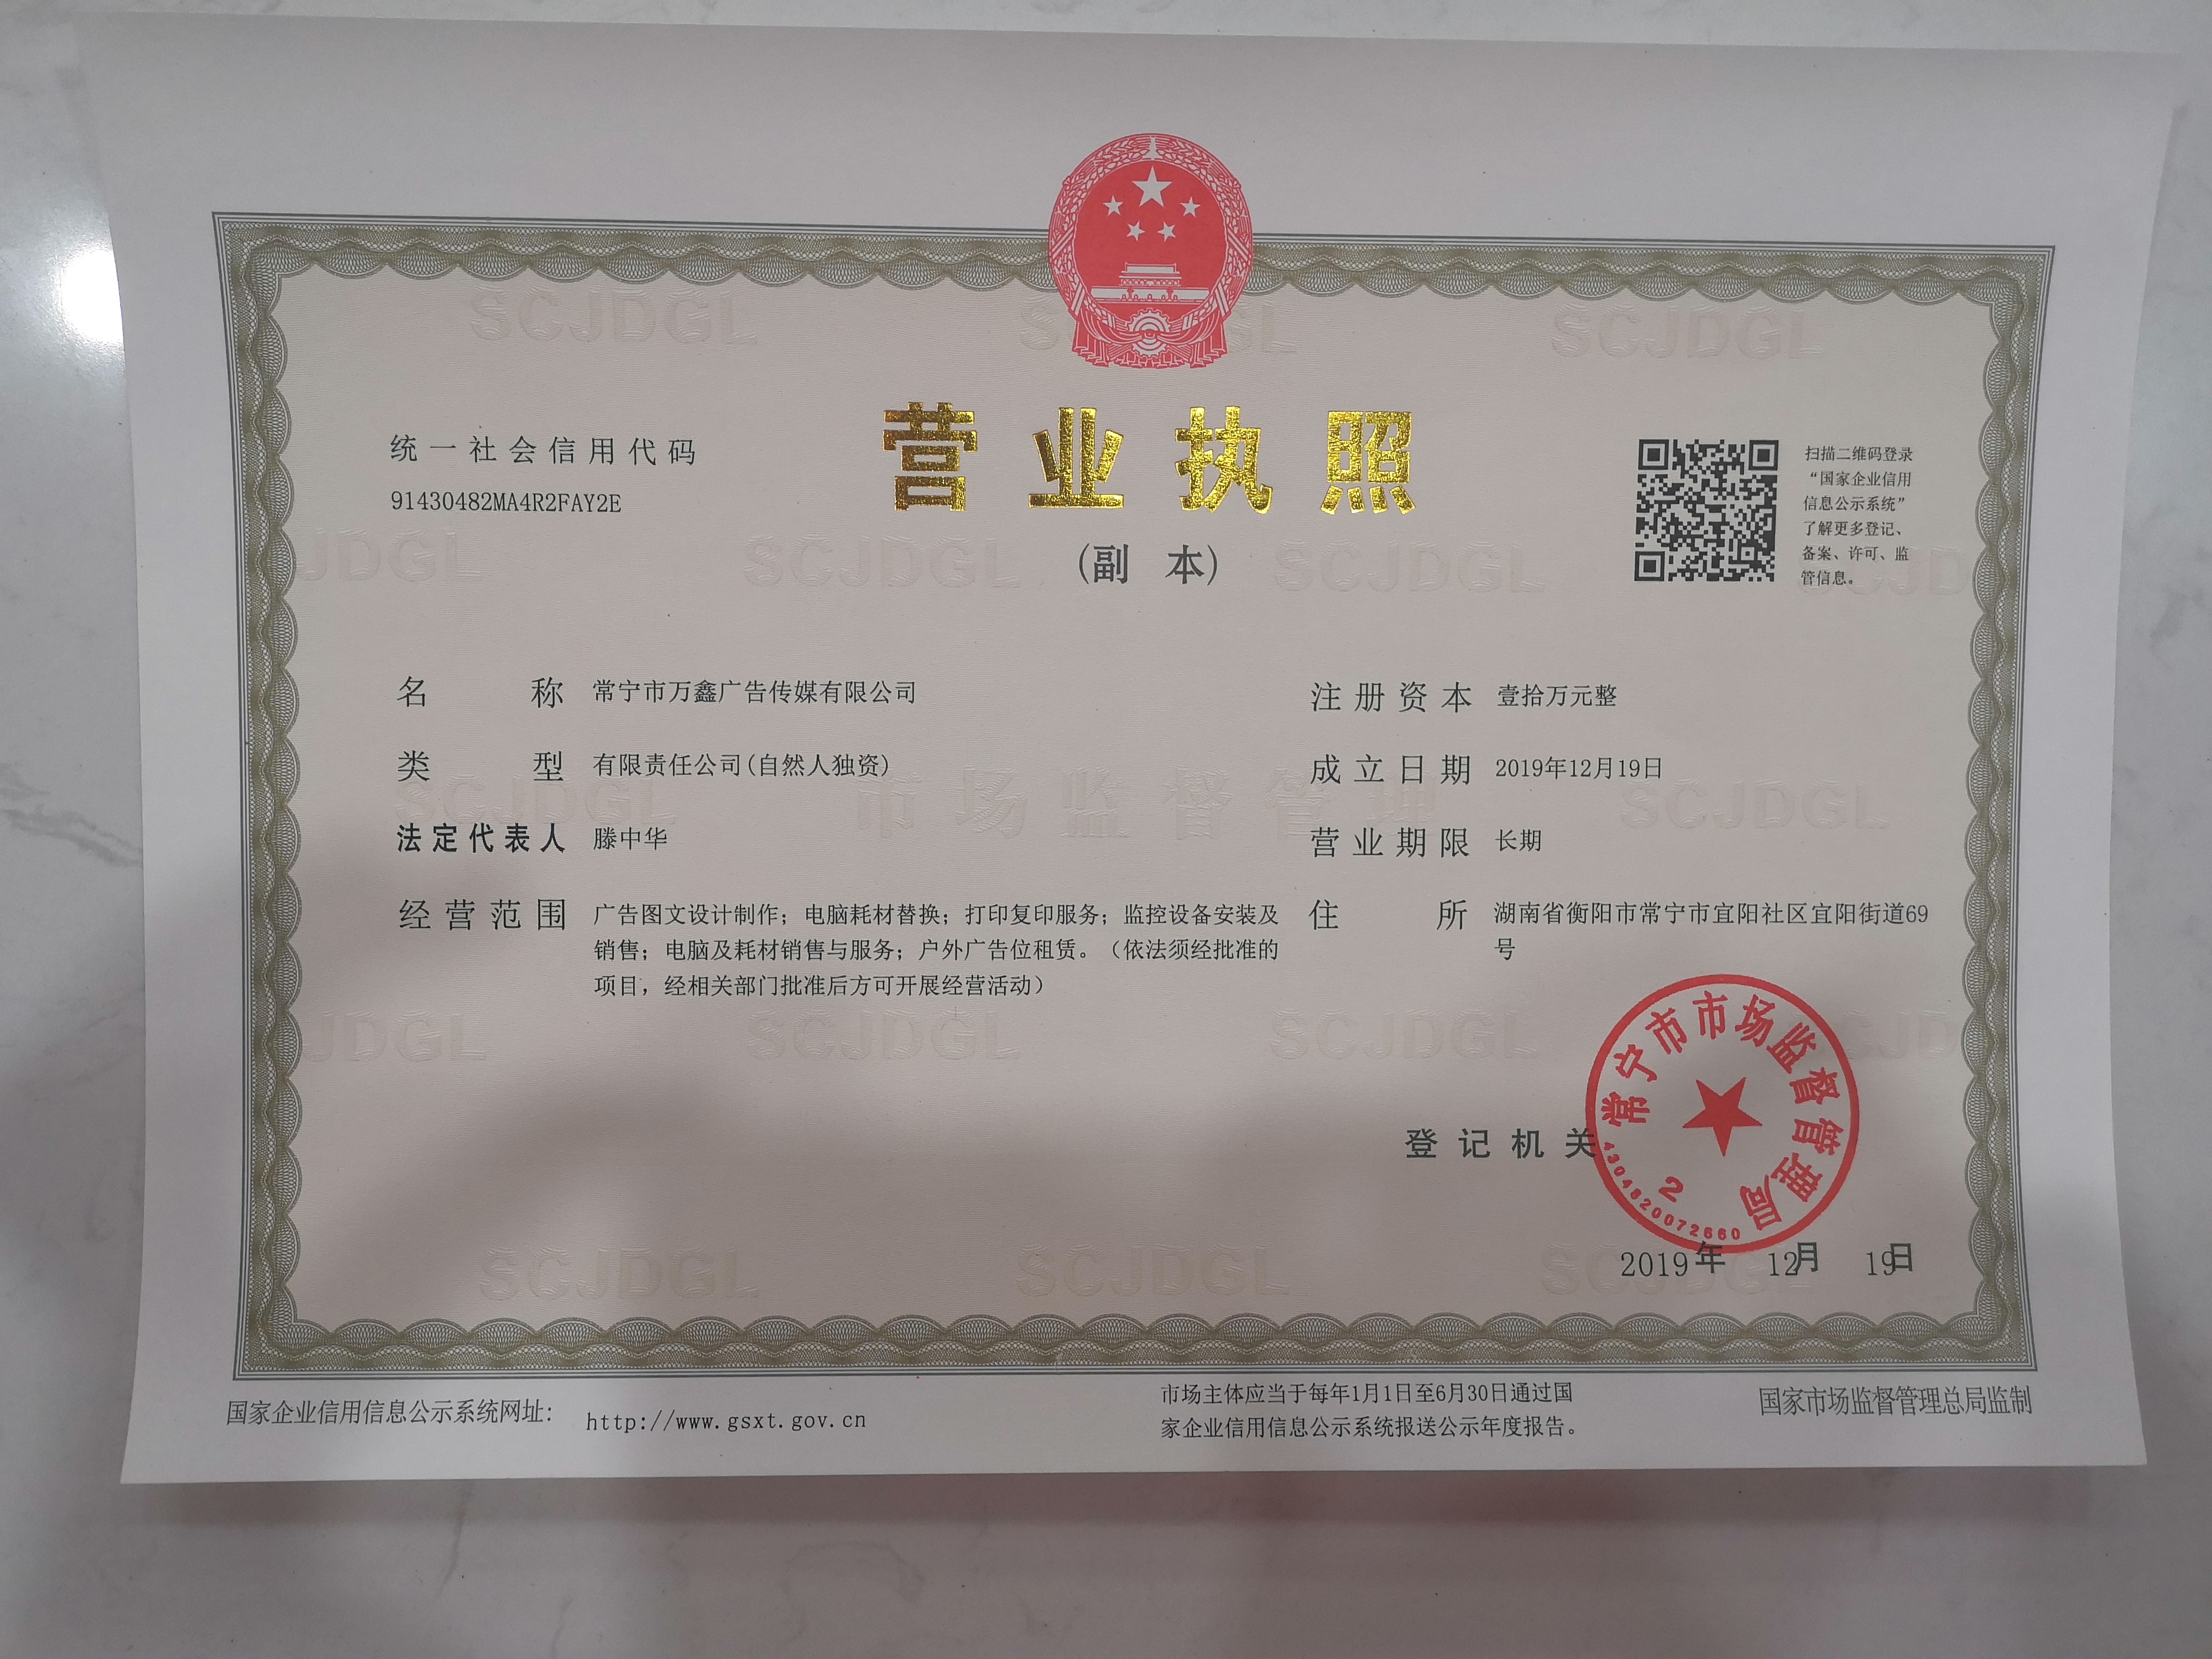 营业执照
(副 本)
统一社会信用代码
91430482MA4R2FAY2E
扫描二维码登录
“国家企业信用
信息公示系统”
了解更多登记、
备案、许可、监
管信息。
名 称 常宁市万鑫广告传媒有限公司
类 型 有限责任公司(自然人独资)
法定代表人 滕中华
经营范围 广告图文设计制作；电脑耗材替换；打印复印服务；监控设备安装及
销售；电脑及耗材销售与服务；户外广告位租赁。（依法须经批准的
项目，经相关部门批准后方可开展经营活动）
注册资本 壹拾万元整
成立日期 2019年12月19日
营业期限 长期
住 所 湖南省衡阳市常宁市宜阳社区宜阳街道69
号
登记机关
常宁市市场监督管理局
2
4304820072660
2019年 12月 19日
SCJDGL
市场监督管理
国家企业信用信息公示系统网址： http://www.gsxt.gov.cn
市场主体应当于每年1月1日至6月30日通过国
家企业信用信息公示系统报送公示年度报告。
国家市场监督管理总局监制